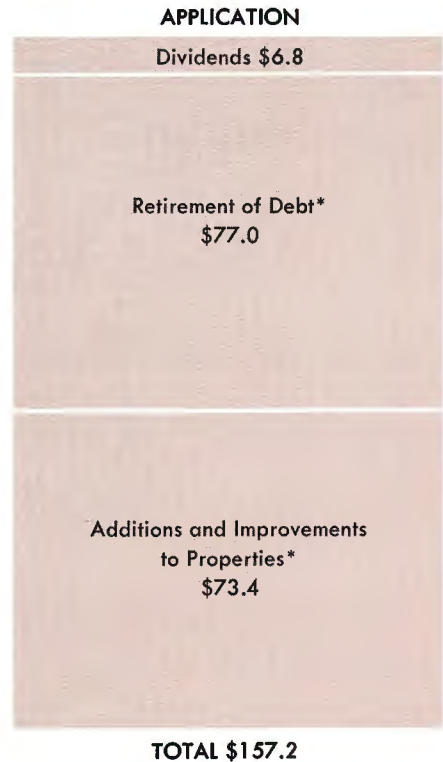 APPLICATION
Dividends $6.8
Retirement of Debt*
$77.0
Additions and Improvements
to Properties*
$73.4
TOTAL $157.2